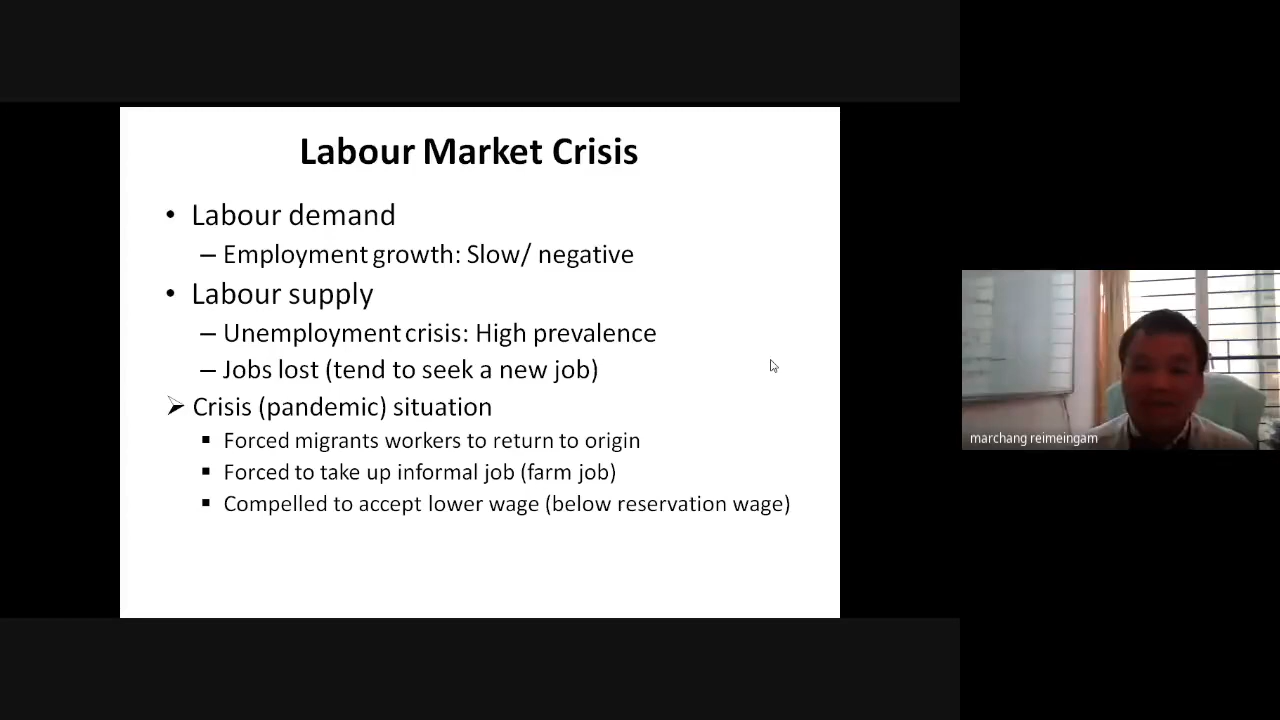 Labour Market Crisis
• Labour demand
– Employment growth: Slow/ negative
• Labour supply
– Unemployment crisis: High prevalence
– Jobs lost (tend to seek a new job)
➢ Crisis (pandemic) situation
▪ Forced migrants workers to return to origin
▪ Forced to take up informal job (farm job)
▪ Compelled to accept lower wage (below reservation wage)
marchang reimeingam